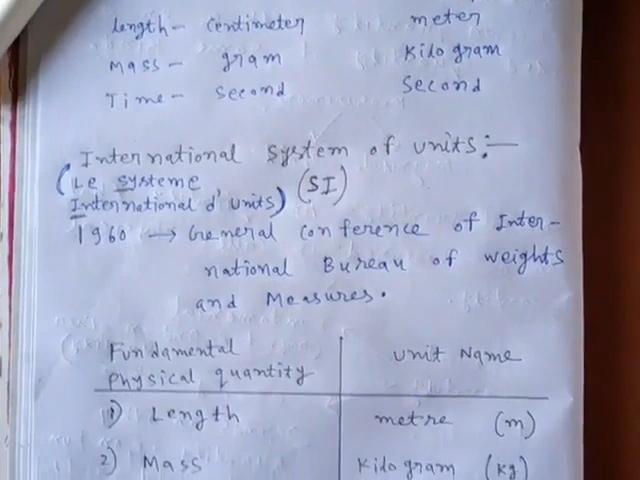 Length - Centimeter meter
Mass - gram Kilogram
Time - Second Second
International System of units:-
(Le Systeme (SI)
International d' Units)
1960 → General Conference of Inter-
national Bureau of weights
and Measures.
Fundamental Unit Name
Physical quantity
1) Length metre (m)
2) Mass Kilogram (kg)